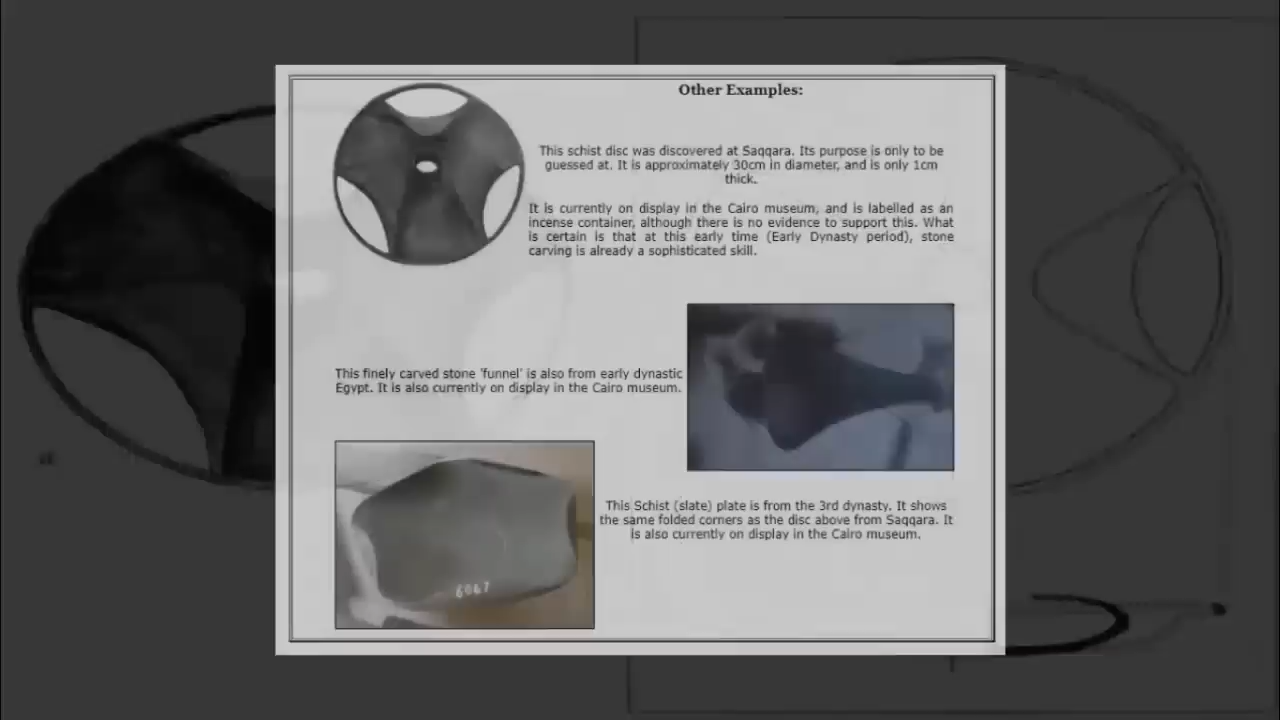 Other Examples:
This schist disc was discovered at Saqqara. Its purpose is only to be
guessed at. It is approximately 30cm in diameter, and is only 1cm
thick.
It is currently on display in the Cairo museum, and is labelled as an
incense container, although there is no evidence to support this. What
is certain is that at this early time (Early Dynasty period), stone
carving is already a sophisticated skill.
This finely carved stone 'funnel' is also from early dynastic
Egypt. It is also currently on display in the Cairo museum.
6067
This Schist (slate) plate is from the 3rd dynasty. It shows
the same folded corners as the disc above from Saqqara. It
is also currently on display in the Cairo museum.